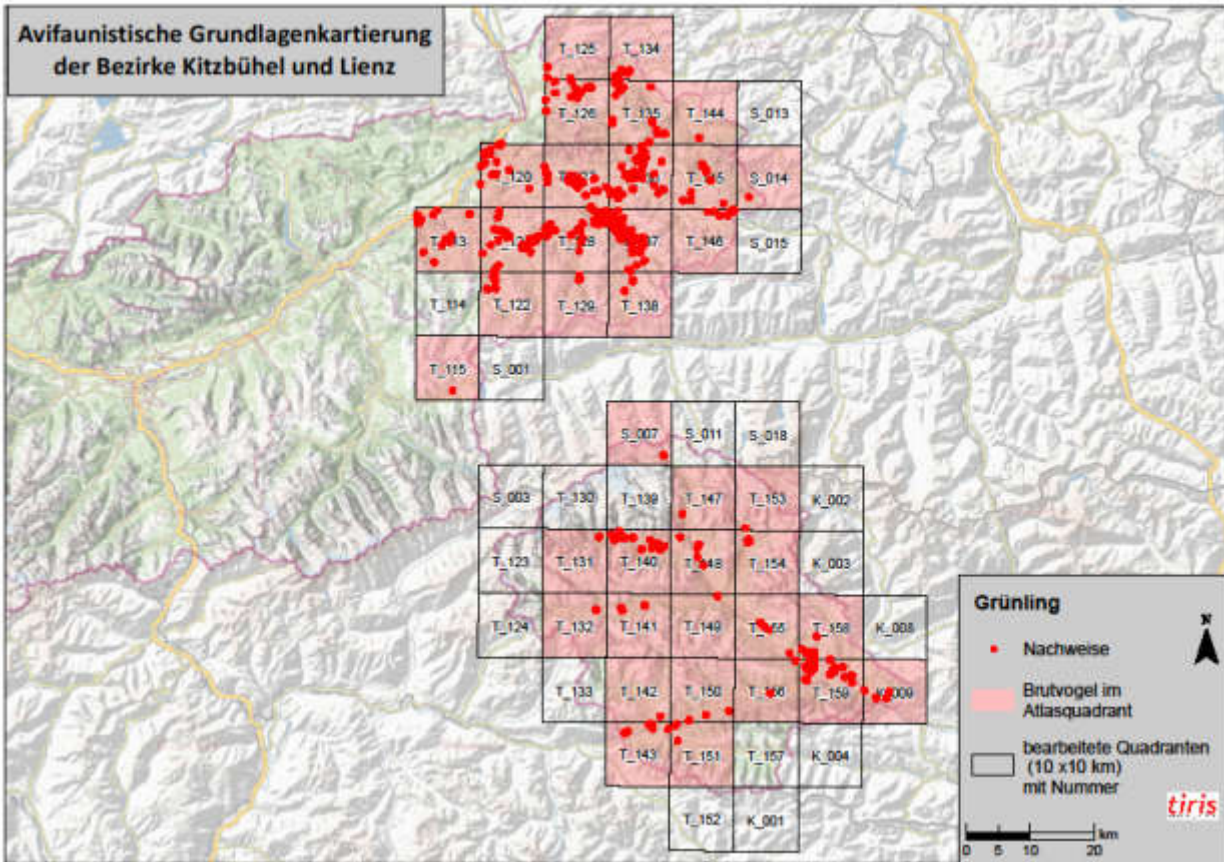 Avifaunistische Grundlagenkartierung
der Bezirke Kitzbühel und Lienz
T_125 T_134
T_126 T_135 T_144 S_013
T_120 S_014
T_146 S_015
T_114 T_122 T_129 T_138
T_115 S_001
S_007 S_011 S_018
S_003 T_130 T_139 T_147 T_153 K_002
T_123 T_131 T_140 T_148 T_154 K_003
T_124 T_132 T_141 T_149 T_158 K_008
T_133 T_142 T_150 T_159 K_009
T_143 T_151 T_157 K_004
T_152 K_001
Grünling
N
Nachweise
Brutvogel im
Atlasquadrant
bearbeitete Quadranten
(10 x10 km)
mit Nummer
tiris
km
0 5 10 20